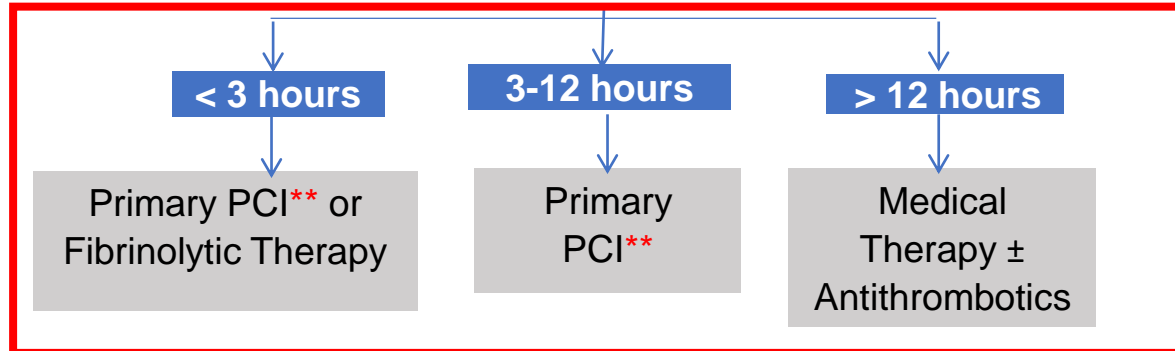 < 3 hours
3-12 hours
> 12 hours
Primary PCI** or
Fibrinolytic Therapy
Primary
PCI**
Medical
Therapy ±
Antithrombotics